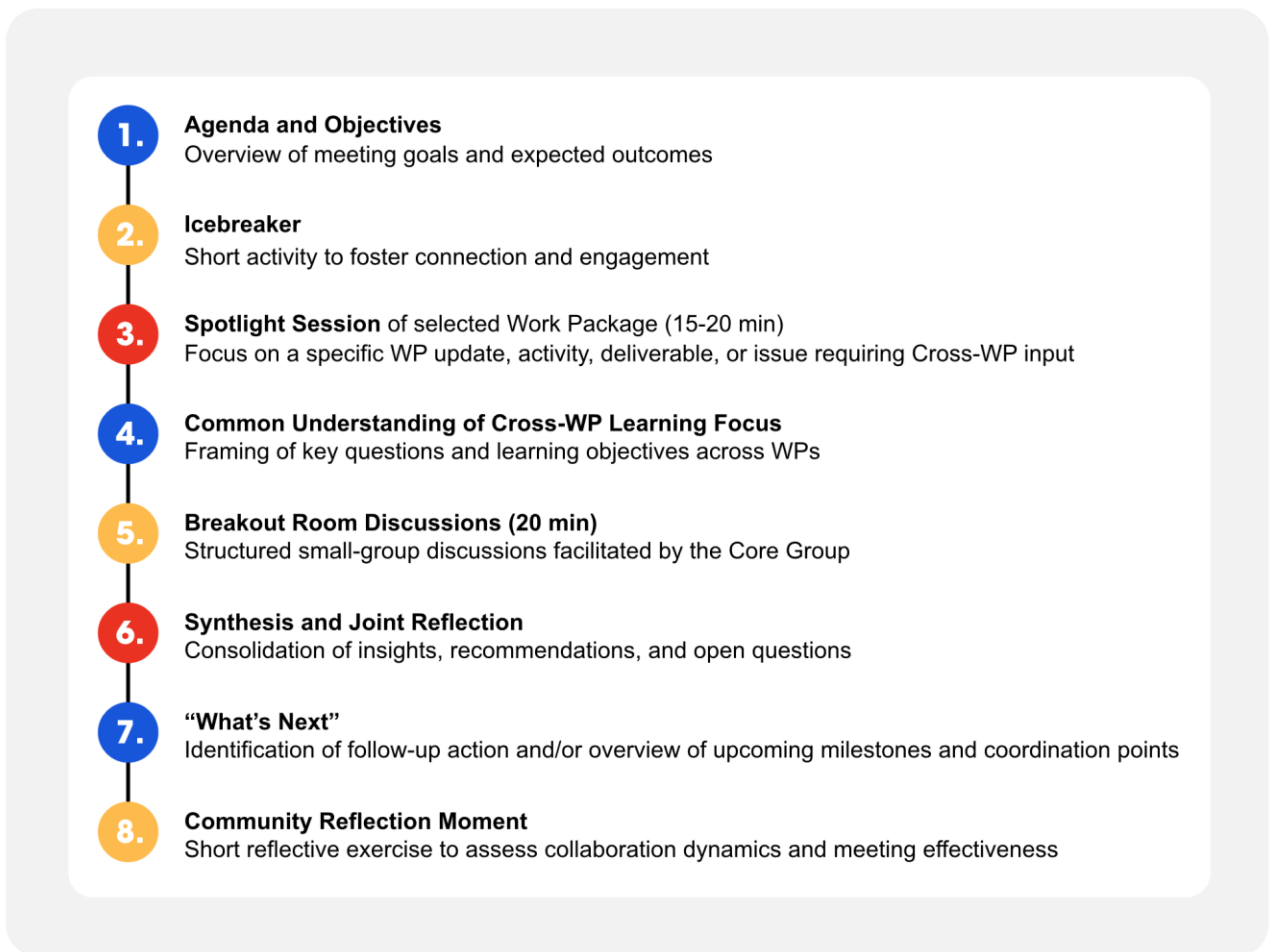 1.
Agenda and Objectives
Overview of meeting goals and expected outcomes
2.
Icebreaker
Short activity to foster connection and engagement
3.
Spotlight Session of selected Work Package (15-20 min)
Focus on a specific WP update, activity, deliverable, or issue requiring Cross-WP input
4.
Common Understanding of Cross-WP Learning Focus
Framing of key questions and learning objectives across WPs
5.
Breakout Room Discussions (20 min)
Structured small-group discussions facilitated by the Core Group
6.
Synthesis and Joint Reflection
Consolidation of insights, recommendations, and open questions
7.
“What’s Next”
Identification of follow-up action and/or overview of upcoming milestones and coordination points
8.
Community Reflection Moment
Short reflective exercise to assess collaboration dynamics and meeting effectiveness